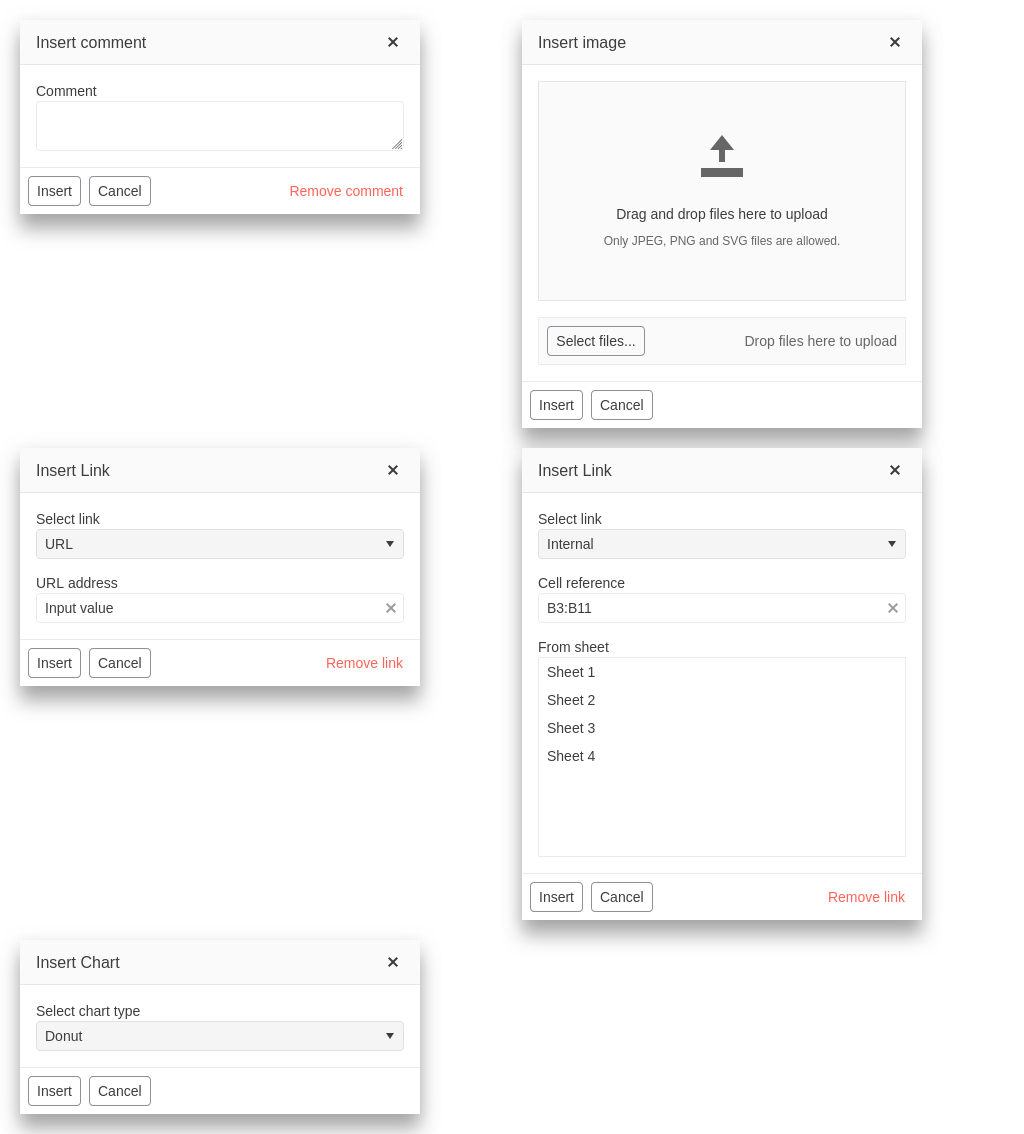 Insert comment
Comment
Insert
Cancel
Remove comment
Insert image
Drag and drop files here to upload
Only JPEG, PNG and SVG files are allowed.
Select files...
Drop files here to upload
Insert
Cancel
Insert Link
Select link
URL
URL address
Input value
Insert
Cancel
Remove link
Insert Link
Select link
Internal
Cell reference
B3:B11
From sheet
Sheet 1
Sheet 2
Sheet 3
Sheet 4
Insert
Cancel
Remove link
Insert Chart
Select chart type
Donut
Insert
Cancel